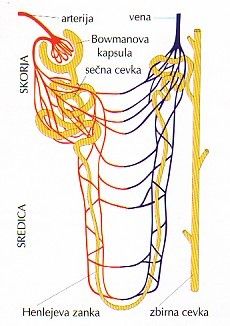 arterija
vena
Bowmanova
kapsula
sečna cevka
SKORJA
SREDICA
Henlejeva zanka
zbirna cevka